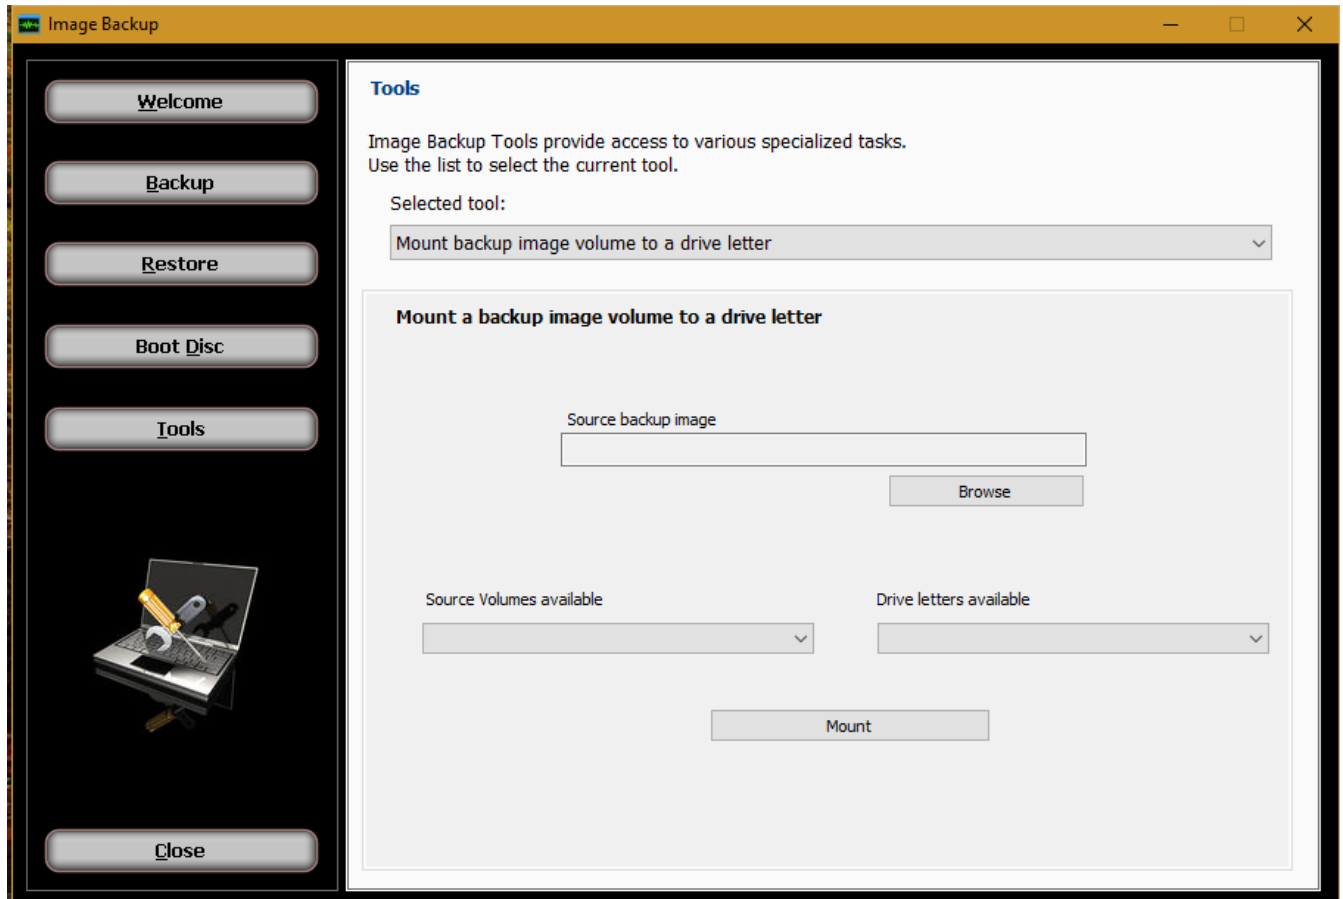 Image Backup
Welcome
Backup
Restore
Boot Disc
Tools
Close
Tools
Image Backup Tools provide access to various specialized tasks.
Use the list to select the current tool.
Selected tool:
Mount backup image volume to a drive letter
Mount a backup image volume to a drive letter
Source backup image
Browse
Source Volumes available
Drive letters available
Mount